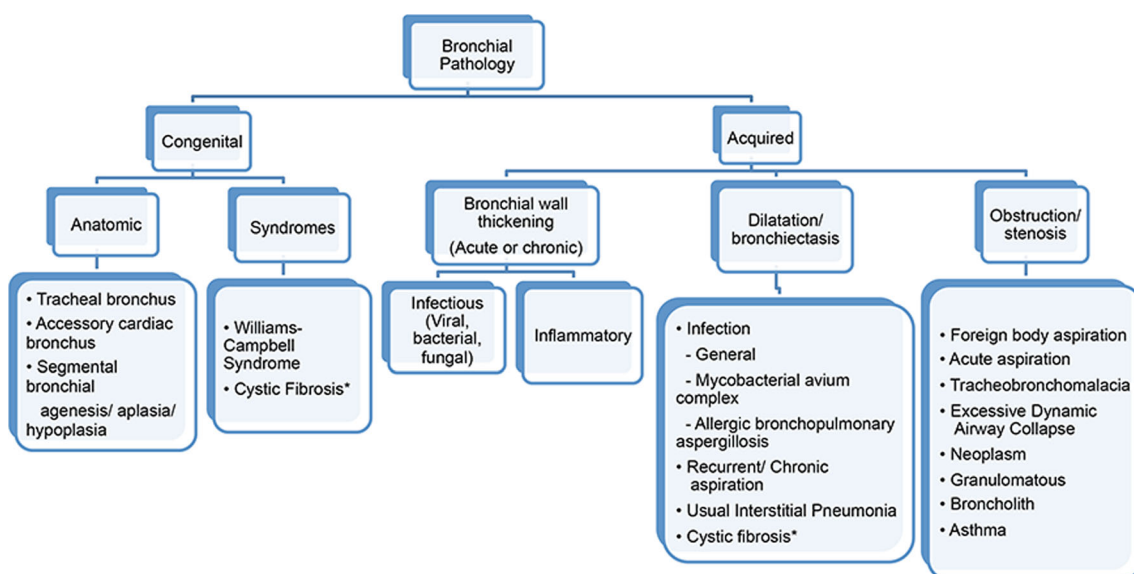 Bronchial
Pathology
Congenital
Acquired
Anatomic
Syndromes
Bronchial wall
thickening
(Acute or chronic)
Dilatation/
bronchiectasis
Obstruction/
stenosis
• Tracheal bronchus
• Accessory cardiac
bronchus
• Segmental
bronchial
agenesis/ aplasia/
hypoplasia
• Williams-
Campbell
Syndrome
• Cystic Fibrosis*
Infectious
(Viral,
bacterial,
fungal)
Inflammatory
• Infection
- General
- Mycobacterial avium
complex
- Allergic bronchopulmonary
aspergillosis
• Recurrent/ Chronic
aspiration
• Usual Interstitial Pneumonia
• Cystic fibrosis*
• Foreign body aspiration
• Acute aspiration
• Tracheobronchomalacia
• Excessive Dynamic
Airway Collapse
• Neoplasm
• Granulomatous
• Broncholith
• Asthma